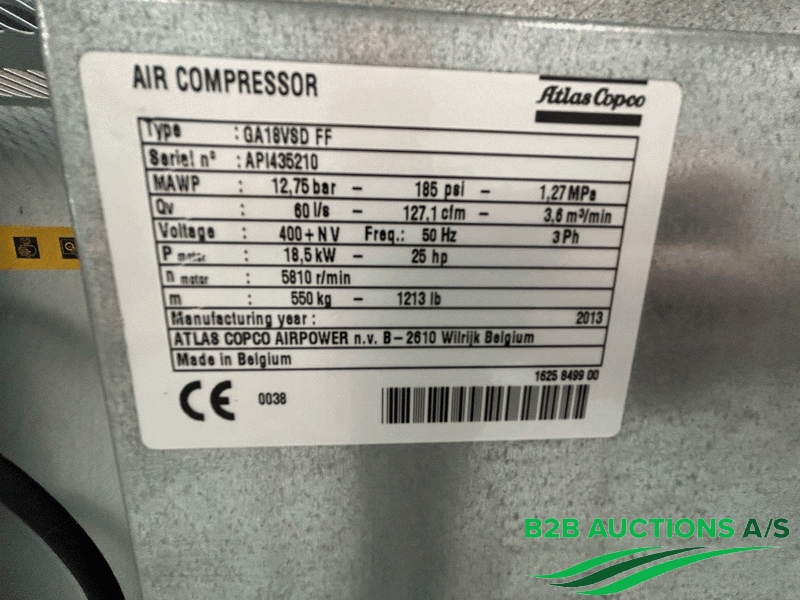 AIR COMPRESSOR
Atlas Copco
Type : GA18VSD FF
Seriel n° : API435210
MAWP : 12,75 bar – 185 psi – 1,27 MPa
Qv : 60 l/s – 127,1 cfm – 3,6 m³/min
Voltage : 400+N V Freq.: 50 Hz 3 Ph
P motor : 18,5 kW – 25 hp
n motor : 5810 r/min
m : 550 kg – 1213 lb
Manufacturing year : 2013
ATLAS COPCO AIRPOWER n.v. B-2610 Wilrijk Belgium
Made in Belgium
1625 8499 00
CE 0038
B2B AUCTIONS A/S